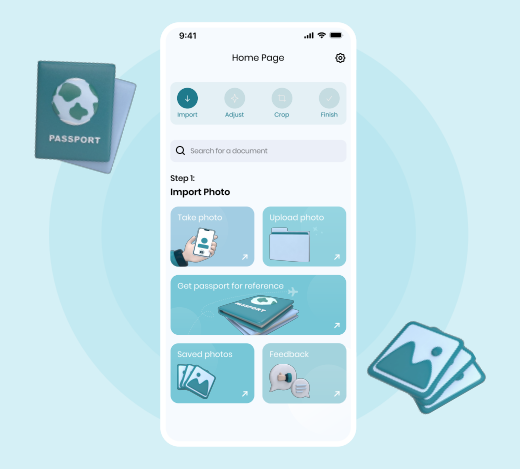 9:41
Home Page
Import
Adjust
Crop
Finish
Search for a document
Step 1:
Import Photo
Take photo
Upload photo
Get passport for reference
Saved photos
Feedback
PASSPORT